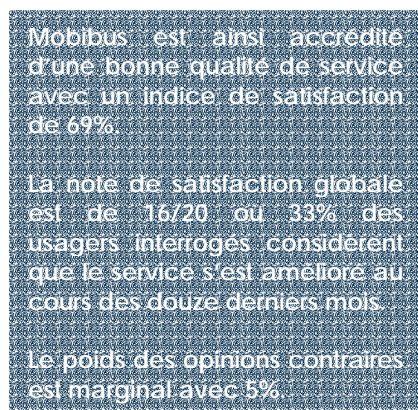 Mobibus est ainsi accrédité
d'une bonne qualité de service
avec un indice de satisfaction
de 69%.
La note de satisfaction globale
est de 16/20 ou 33% des
usagers interrogés considèrent
que le service s'est amélioré au
cours des douze derniers mois.
Le poids des opinions contraires
est marginal avec 5%.